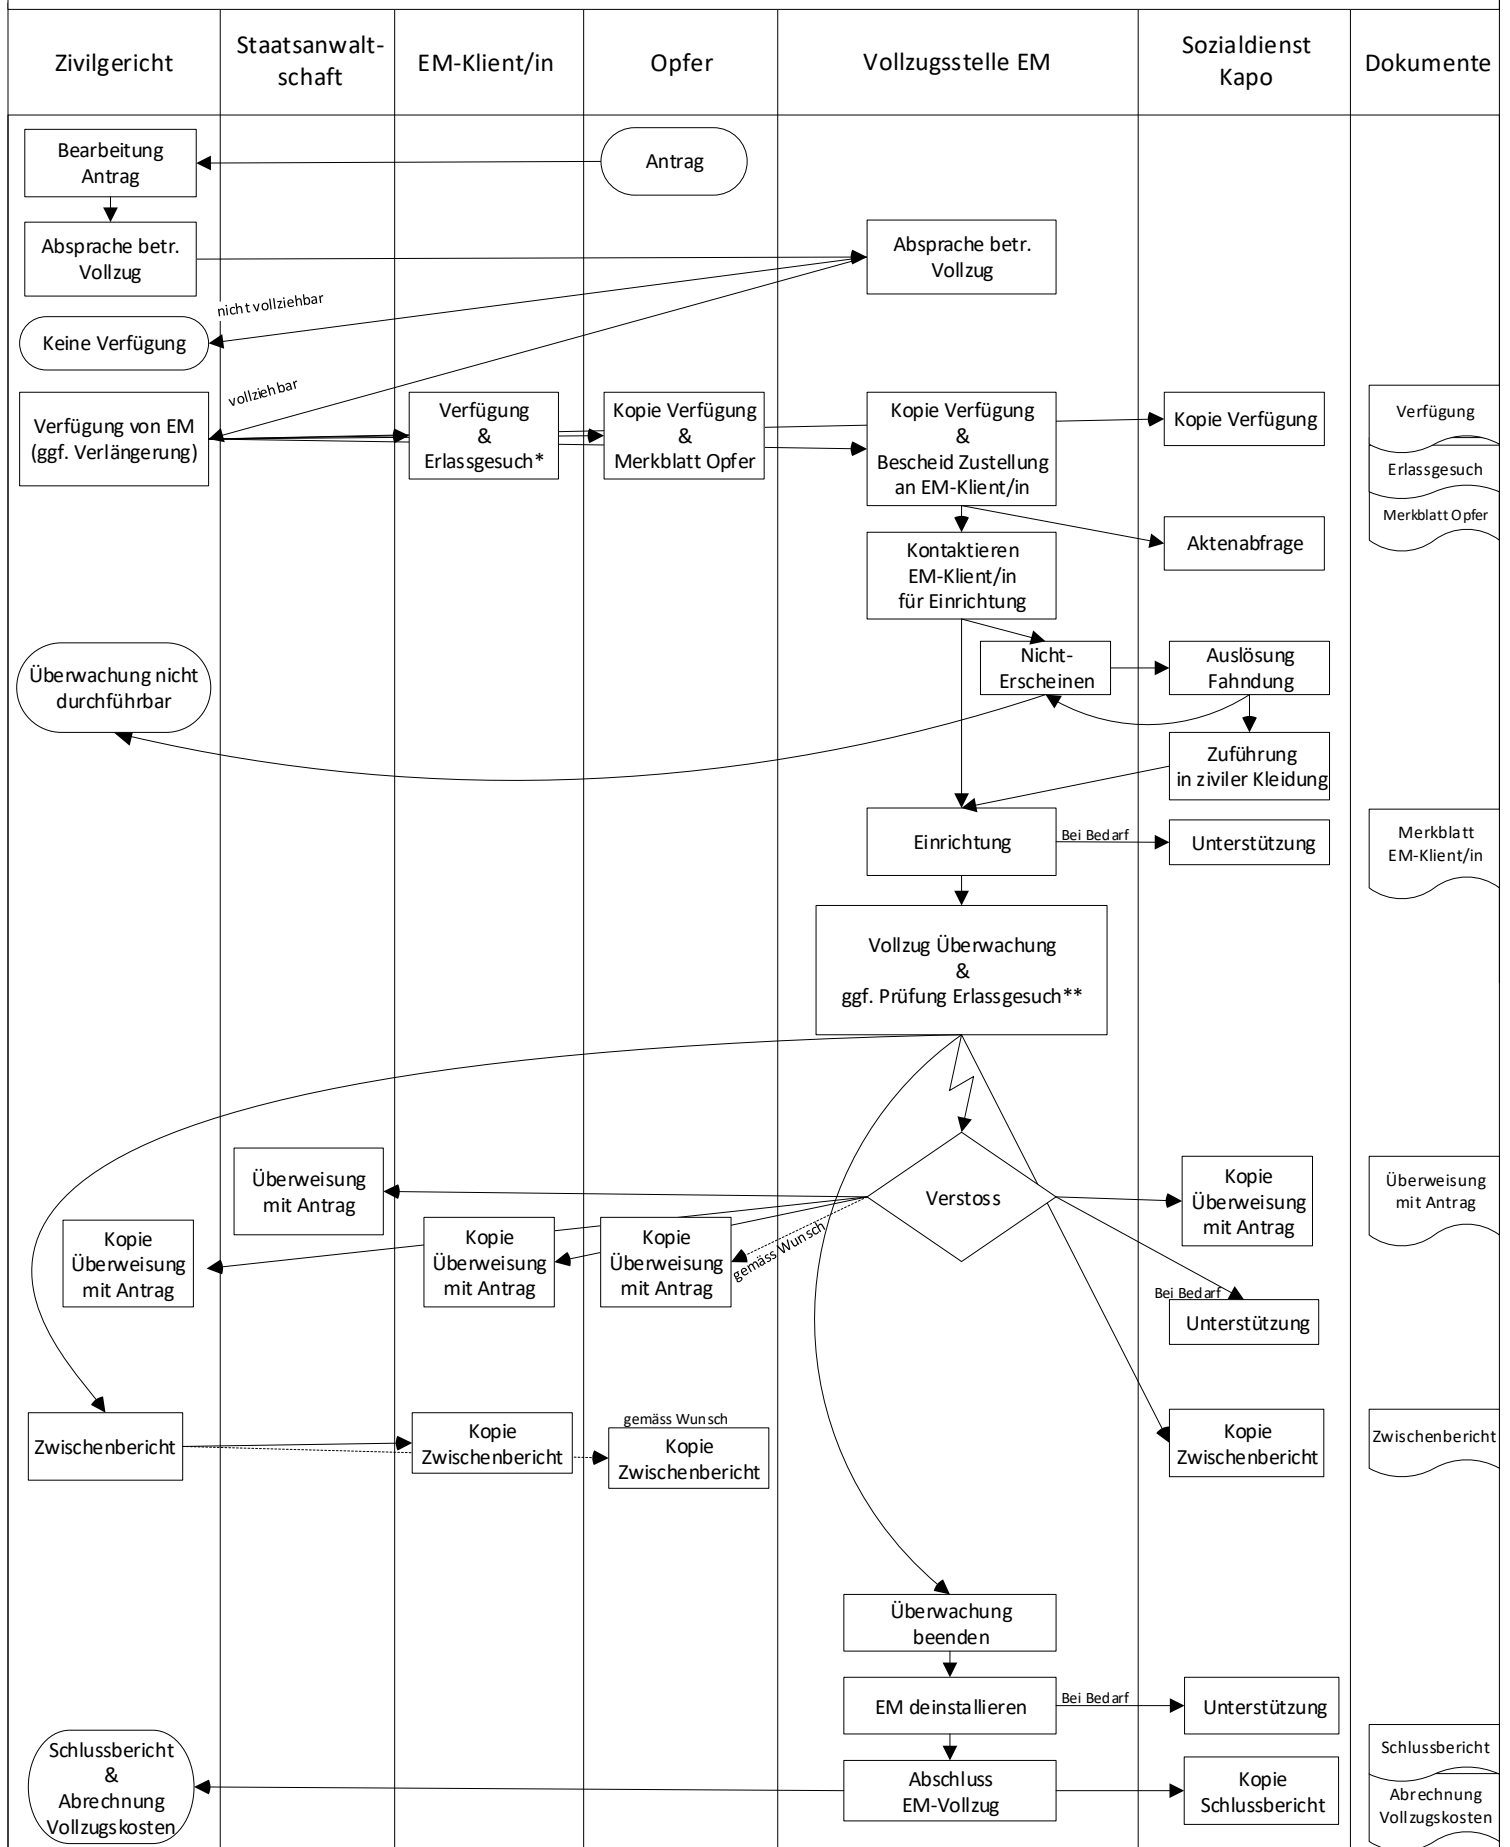 Zivilgericht
Staatsanwalt-
schaft
EM-Klient/in
Opfer
Vollzugsstelle EM
Sozialdienst
Kapo
Dokumente
Bearbeitung
Antrag
Antrag
Absprache betr.
Vollzug
Absprache betr.
Vollzug
nicht vollziehbar
Keine Verfügung
vollziehbar
Verfügung von EM
(ggf. Verlängerung)
Verfügung
&
Erlassgesuch*
Kopie Verfügung
&
Merkblatt Opfer
Kopie Verfügung
&
Bescheid Zustellung
an EM-Klient/in
Kopie Verfügung
Verfügung
Erlassgesuch
Merkblatt Opfer
Aktenabfrage
Kontaktieren
EM-Klient/in
für Einrichtung
Überwachung nicht
durchführbar
Nicht-
Erscheinen
Auslösung
Fahndung
Zuführung
in ziviler Kleidung
Einrichtung
Bei Bedarf
Unterstützung
Merkblatt
EM-Klient/in
Vollzug Überwachung
&
ggf. Prüfung Erlassgesuch**
Überweisung
mit Antrag
Verstoss
Kopie
Überweisung
mit Antrag
Überweisung
mit Antrag
Kopie
Überweisung
mit Antrag
Kopie
Überweisung
mit Antrag
Kopie
Überweisung
mit Antrag
gemäss Wunsch
Bei Bedarf
Unterstützung
Zwischenbericht
Kopie
Zwischenbericht
gemäss Wunsch
Kopie
Zwischenbericht
Kopie
Zwischenbericht
Zwischenbericht
Überwachung
beenden
EM deinstallieren
Bei Bedarf
Unterstützung
Schlussbericht
&
Abrechnung
Vollzugskosten
Abschluss
EM-Vollzug
Kopie
Schlussbericht
Schlussbericht
Abrechnung
Vollzugskosten